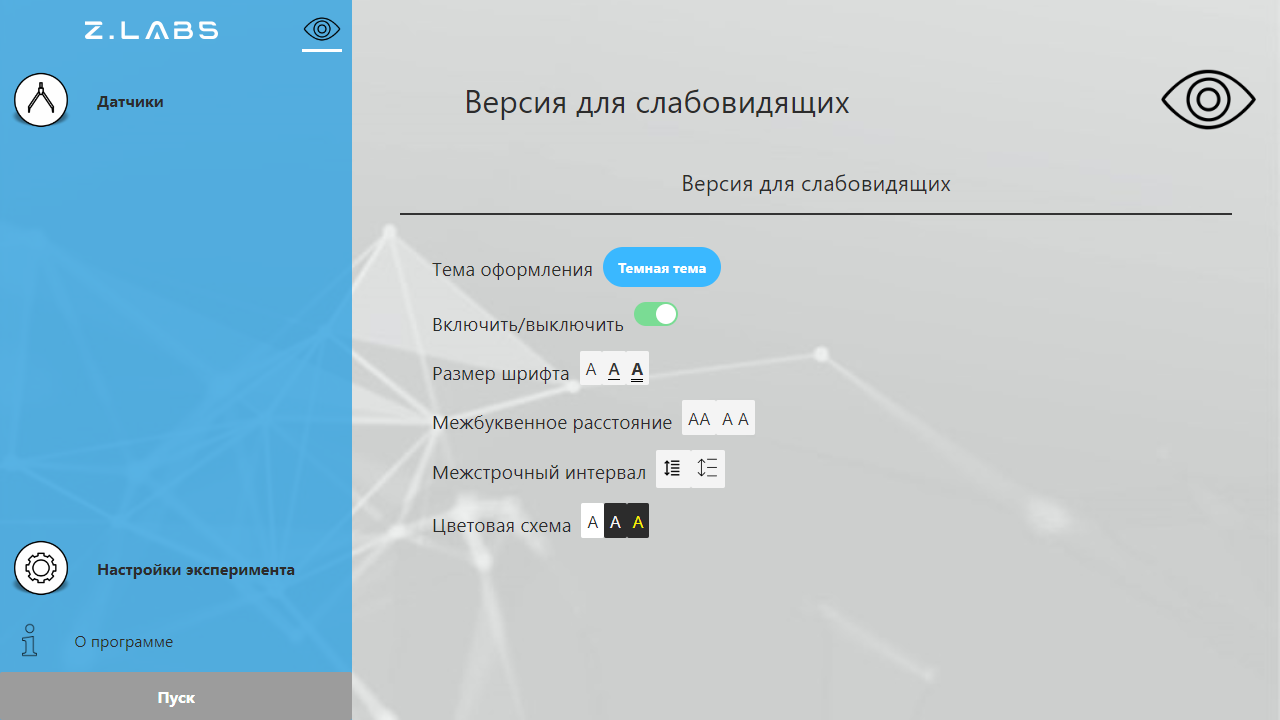 Z.LABS
Датчики
Версия для слабовидящих
Версия для слабовидящих
Тема оформления Темная тема
Включить/выключить
Размер шрифта A A A
Межбуквенное расстояние AA A A
Межстрочный интервал
Цветовая схема A A A
Настройки эксперимента
О программе
Пуск